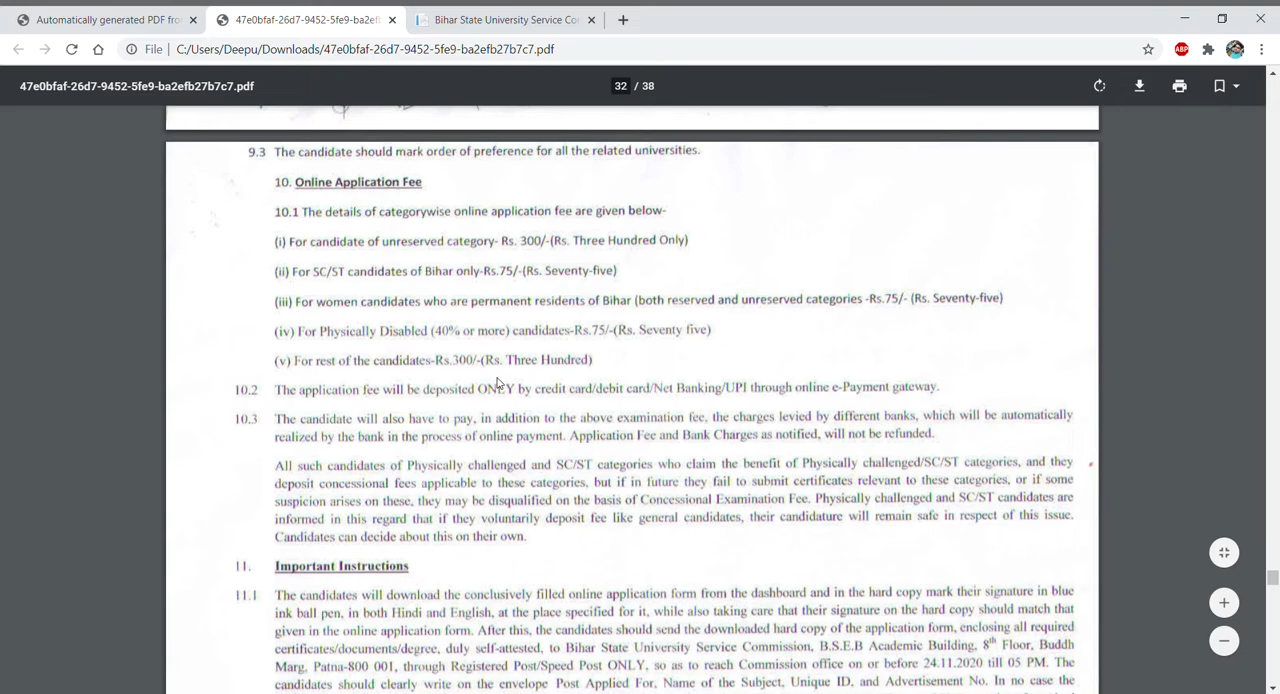 Automatically generated PDF fro
47e0bfaf-26d7-9452-5fe9-ba2ef
Bihar State University Service Co
File | C:/Users/Deepu/Downloads/47e0bfaf-26d7-9452-5fe9-ba2efb27b7c7.pdf
ABP
47e0bfaf-26d7-9452-5fe9-ba2efb27b7c7.pdf
32 / 38
9.3 The candidate should mark order of preference for all the related universities.
10. Online Application Fee
10.1 The details of categorywise online application fee are given below-
(i) For candidate of unreserved category- Rs. 300/-(Rs. Three Hundred Only)
(ii) For SC/ST candidates of Bihar only-Rs.75/-(Rs. Seventy-five)
(iii) For women candidates who are permanent residents of Bihar (both reserved and unreserved categories -Rs.75/- (Rs. Seventy-five)
(iv) For Physically Disabled (40% or more) candidates-Rs.75/-(Rs. Seventy five)
(v) For rest of the candidates-Rs.300/-(Rs. Three Hundred)
10.2 The application fee will be deposited ONLY by credit card/debit card/Net Banking/UPI through online e-Payment gateway.
10.3 The candidate will also have to pay, in addition to the above examination fee, the charges levied by different banks, which will be automatically
realized by the bank in the process of online payment. Application Fee and Bank Charges as notified, will not be refunded.
All such candidates of Physically challenged and SC/ST categories who claim the benefit of Physically challenged/SC/ST categories, and they
deposit concessional fees applicable to these categories, but if in future they fail to submit certificates relevant to these categories, or if some
suspicion arises on these, they may be disqualified on the basis of Concessional Examination Fee. Physically challenged and SC/ST candidates are
informed in this regard that if they voluntarily deposit fee like general candidates, their candidature will remain safe in respect of this issue.
Candidates can decide about this on their own.
11. Important Instructions
11.1 The candidates will download the conclusively filled online application form from the dashboard and in the hard copy mark their signature in blue
ink ball pen, in both Hindi and English, at the place specified for it, while also taking care that their signature on the hard copy should match that
given in the online application form. After this, the candidates should send the downloaded hard copy of the application form, enclosing all required
certificates/documents/degree, duly self-attested, to Bihar State University Service Commission, B.S.E.B Academic Building, 8th Floor, Buddh
Marg, Patna-800 001, through Registered Post/Speed Post ONLY, so as to reach Commission office on or before 24.11.2020 till 05 PM. The
candidates should clearly write on the envelope Post Applied For, Name of the Subject, Unique ID, and Advertisement No. In no case the